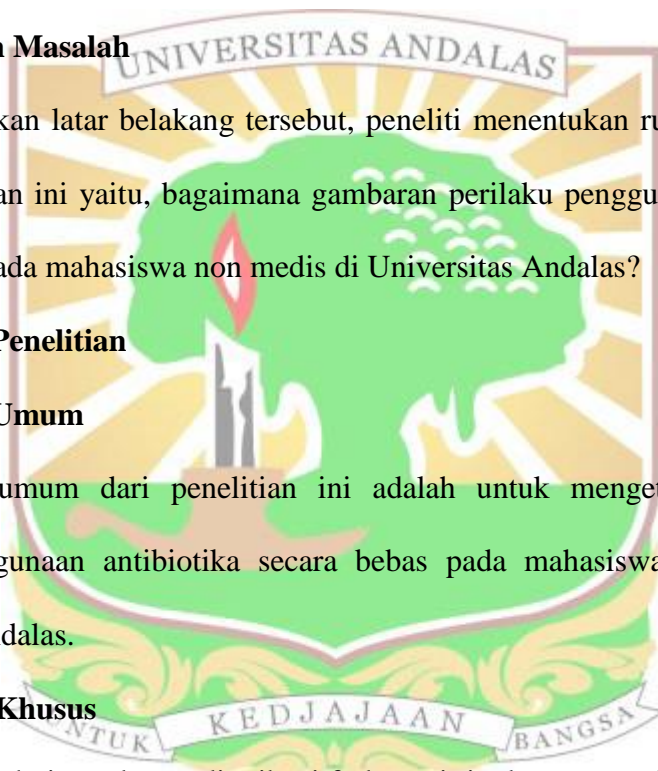 UNIVERSITAS ANDALAS
Masalah
kan latar belakang tersebut, peneliti menentukan
an ini yaitu, bagaimana gambaran perilaku penggu
ada mahasiswa non medis di Universitas Andalas?
Penelitian
Umum
umum dari penelitian ini adalah untuk menget
gunaan antibiotika secara bebas pada mahasiswa
dalas.
Khusus
UNTUK KEDJAJAAN BANGSA